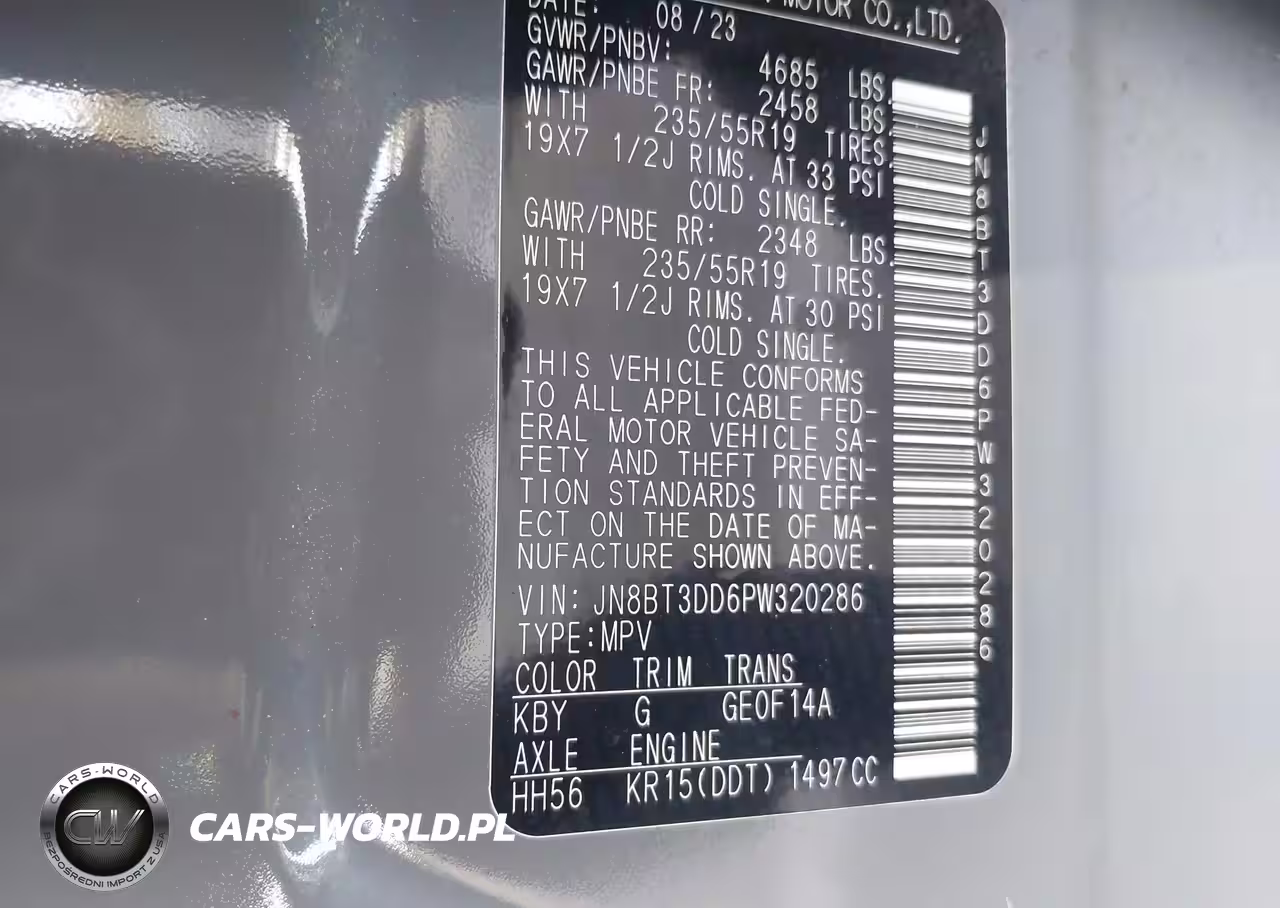 DATE: 08/23
MOTOR CO.,LTD.
GVWR/PNBV: 4685 LBS.
GAWR/PNBE FR: 2458 LBS.
WITH 235/55R19 TIRES.
19X7 1/2J RIMS. AT 33 PSI
COLD SINGLE.
GAWR/PNBE RR: 2348 LBS.
WITH 235/55R19 TIRES.
19X7 1/2J RIMS. AT 30 PSI
COLD SINGLE.
THIS VEHICLE CONFORMS
TO ALL APPLICABLE FED-
ERAL MOTOR VEHICLE SA-
FETY AND THEFT PREVEN-
TION STANDARDS IN EFF-
ECT ON THE DATE OF MA-
NUFACTURE SHOWN ABOVE.
VIN: JN8BT3DD6PW320286
TYPE:MPV
COLOR TRIM TRANS
KBY G GE0F14A
AXLE ENGINE
HH56 KR15(DDT) 1497CC
JN8BT3DD6PW320286
CARS-WORLD
CW
BEZPOŚREDNI IMPORT Z USA
CARS-WORLD.PL